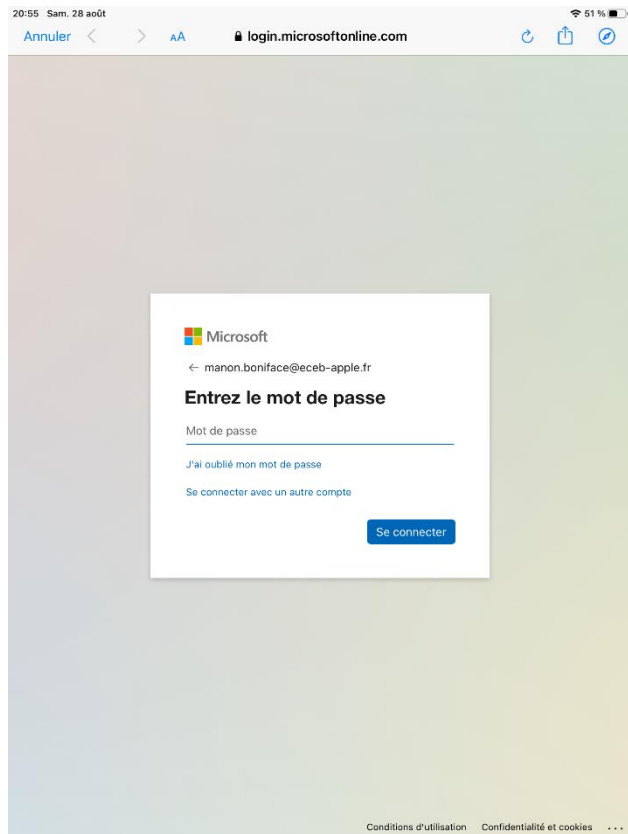 20:55 Sam. 28 août 51 %
Annuler AA login.microsoftonline.com
Microsoft
manon.boniface@eceb-apple.fr
Entrez le mot de passe
Mot de passe
J'ai oublié mon mot de passe
Se connecter avec un autre compte
Se connecter
Conditions d'utilisation Confidentialité et cookies ...